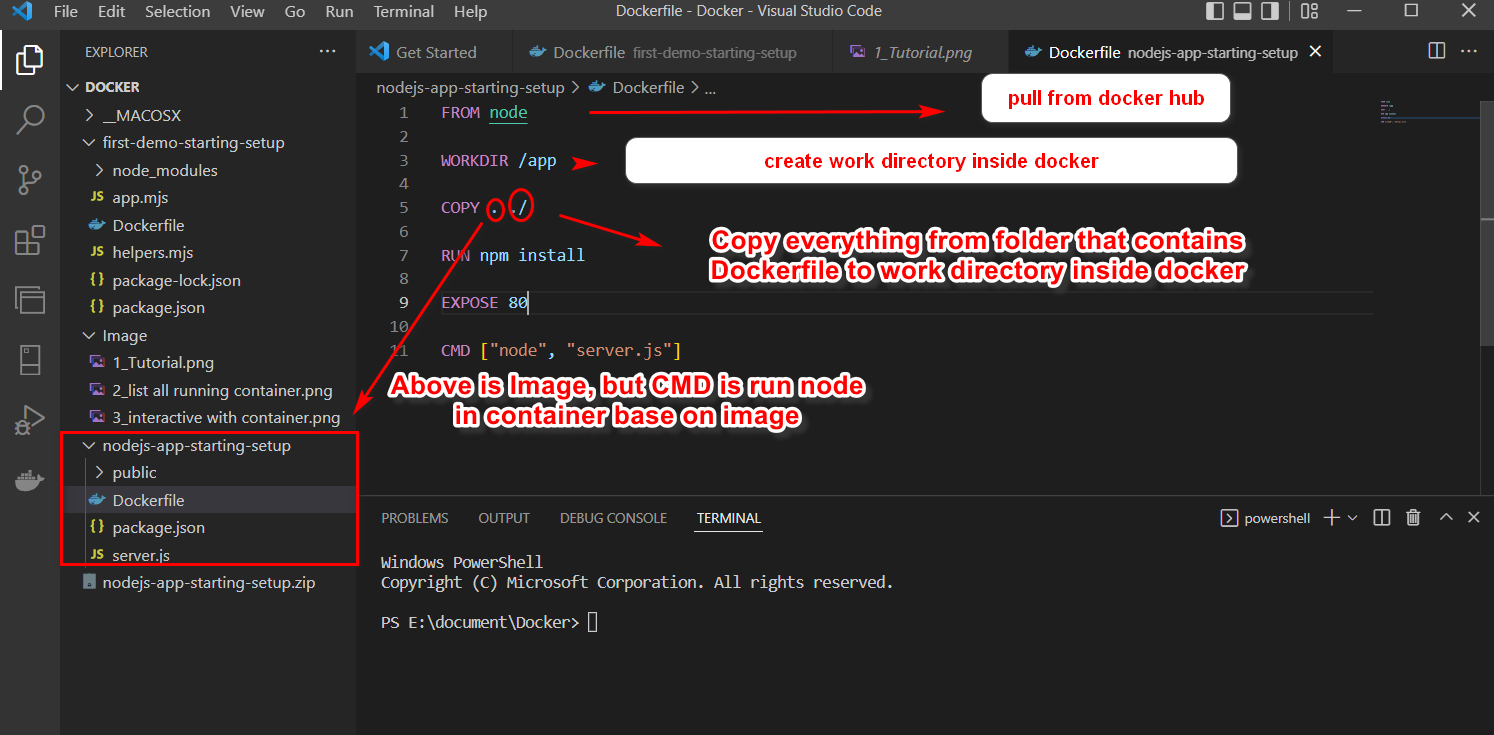 File Edit Selection View Go Run Terminal Help Dockerfile - Docker - Visual Studio Code
EXPLORER ...
DOCKER
__MACOSX
first-demo-starting-setup
node_modules
JS app.mjs
Dockerfile
JS helpers.mjs
{} package-lock.json
{} package.json
Image
1_Tutorial.png
2_list all running container.png
3_interactive with container.png
nodejs-app-starting-setup
public
Dockerfile
{} package.json
JS server.js
nodejs-app-starting-setup.zip
Get Started Dockerfile first-demo-starting-setup 1_Tutorial.png Dockerfile nodejs-app-starting-setup
nodejs-app-starting-setup > Dockerfile > ...
1 FROM node
pull from docker hub
2
3 WORKDIR /app
create work directory inside docker
4
5 COPY . ./
6
Copy everything from folder that contains
Dockerfile to work directory inside docker
7 RUN npm install
8
9 EXPOSE 80
10
11 CMD ["node", "server.js"]
Above is Image, but CMD is run node
in container base on image
PROBLEMS OUTPUT DEBUG CONSOLE TERMINAL powershell
Windows PowerShell
Copyright (C) Microsoft Corporation. All rights reserved.
PS E:\document\Docker>